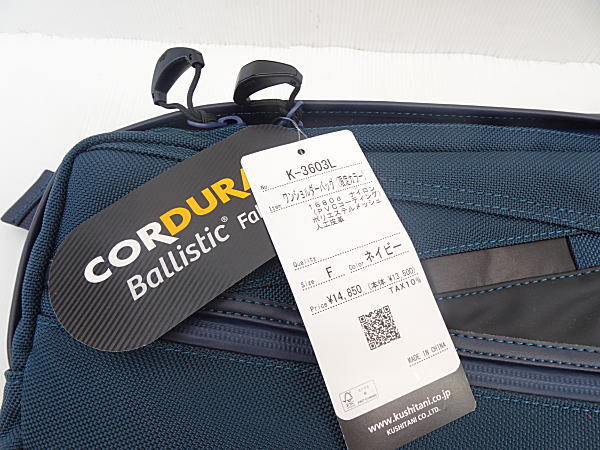 CORDURA
Ballistic® Fa
No. K-3603L
Item ワンショルダーバッグ(限定カラー)
1680d ナイロン
(PVCコーティング)
ポリエステルメッシュ
人工皮革
Quality
Size F Color ネイビー
Price ¥14,850 (本体 ¥13,500)
TAX10%
MADE IN CHINA
FSC
www.kushitani.co.jp
KUSHITANI CO.,LTD.